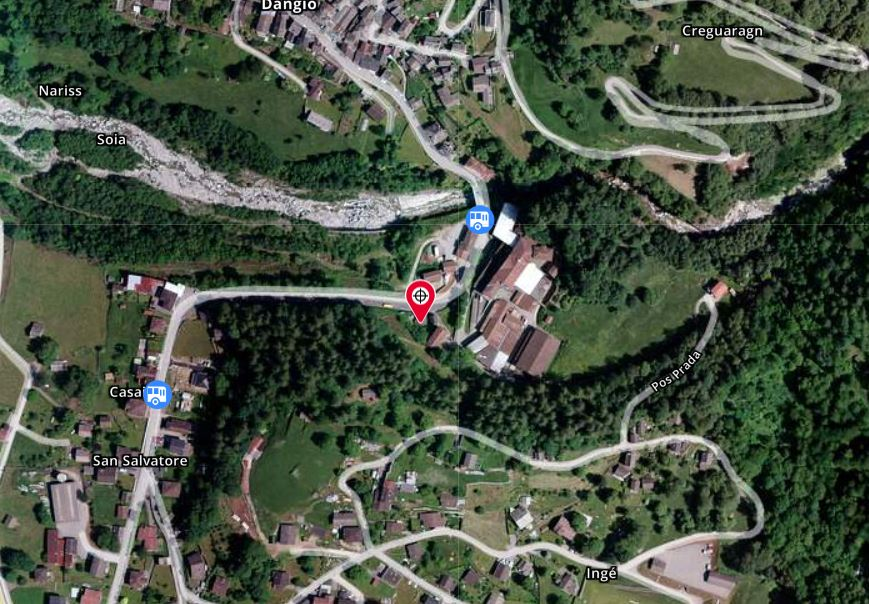 Dangio
Creguaragn
Nariss
Soia
Pos Prada
Casa
San Salvatore
Ingé